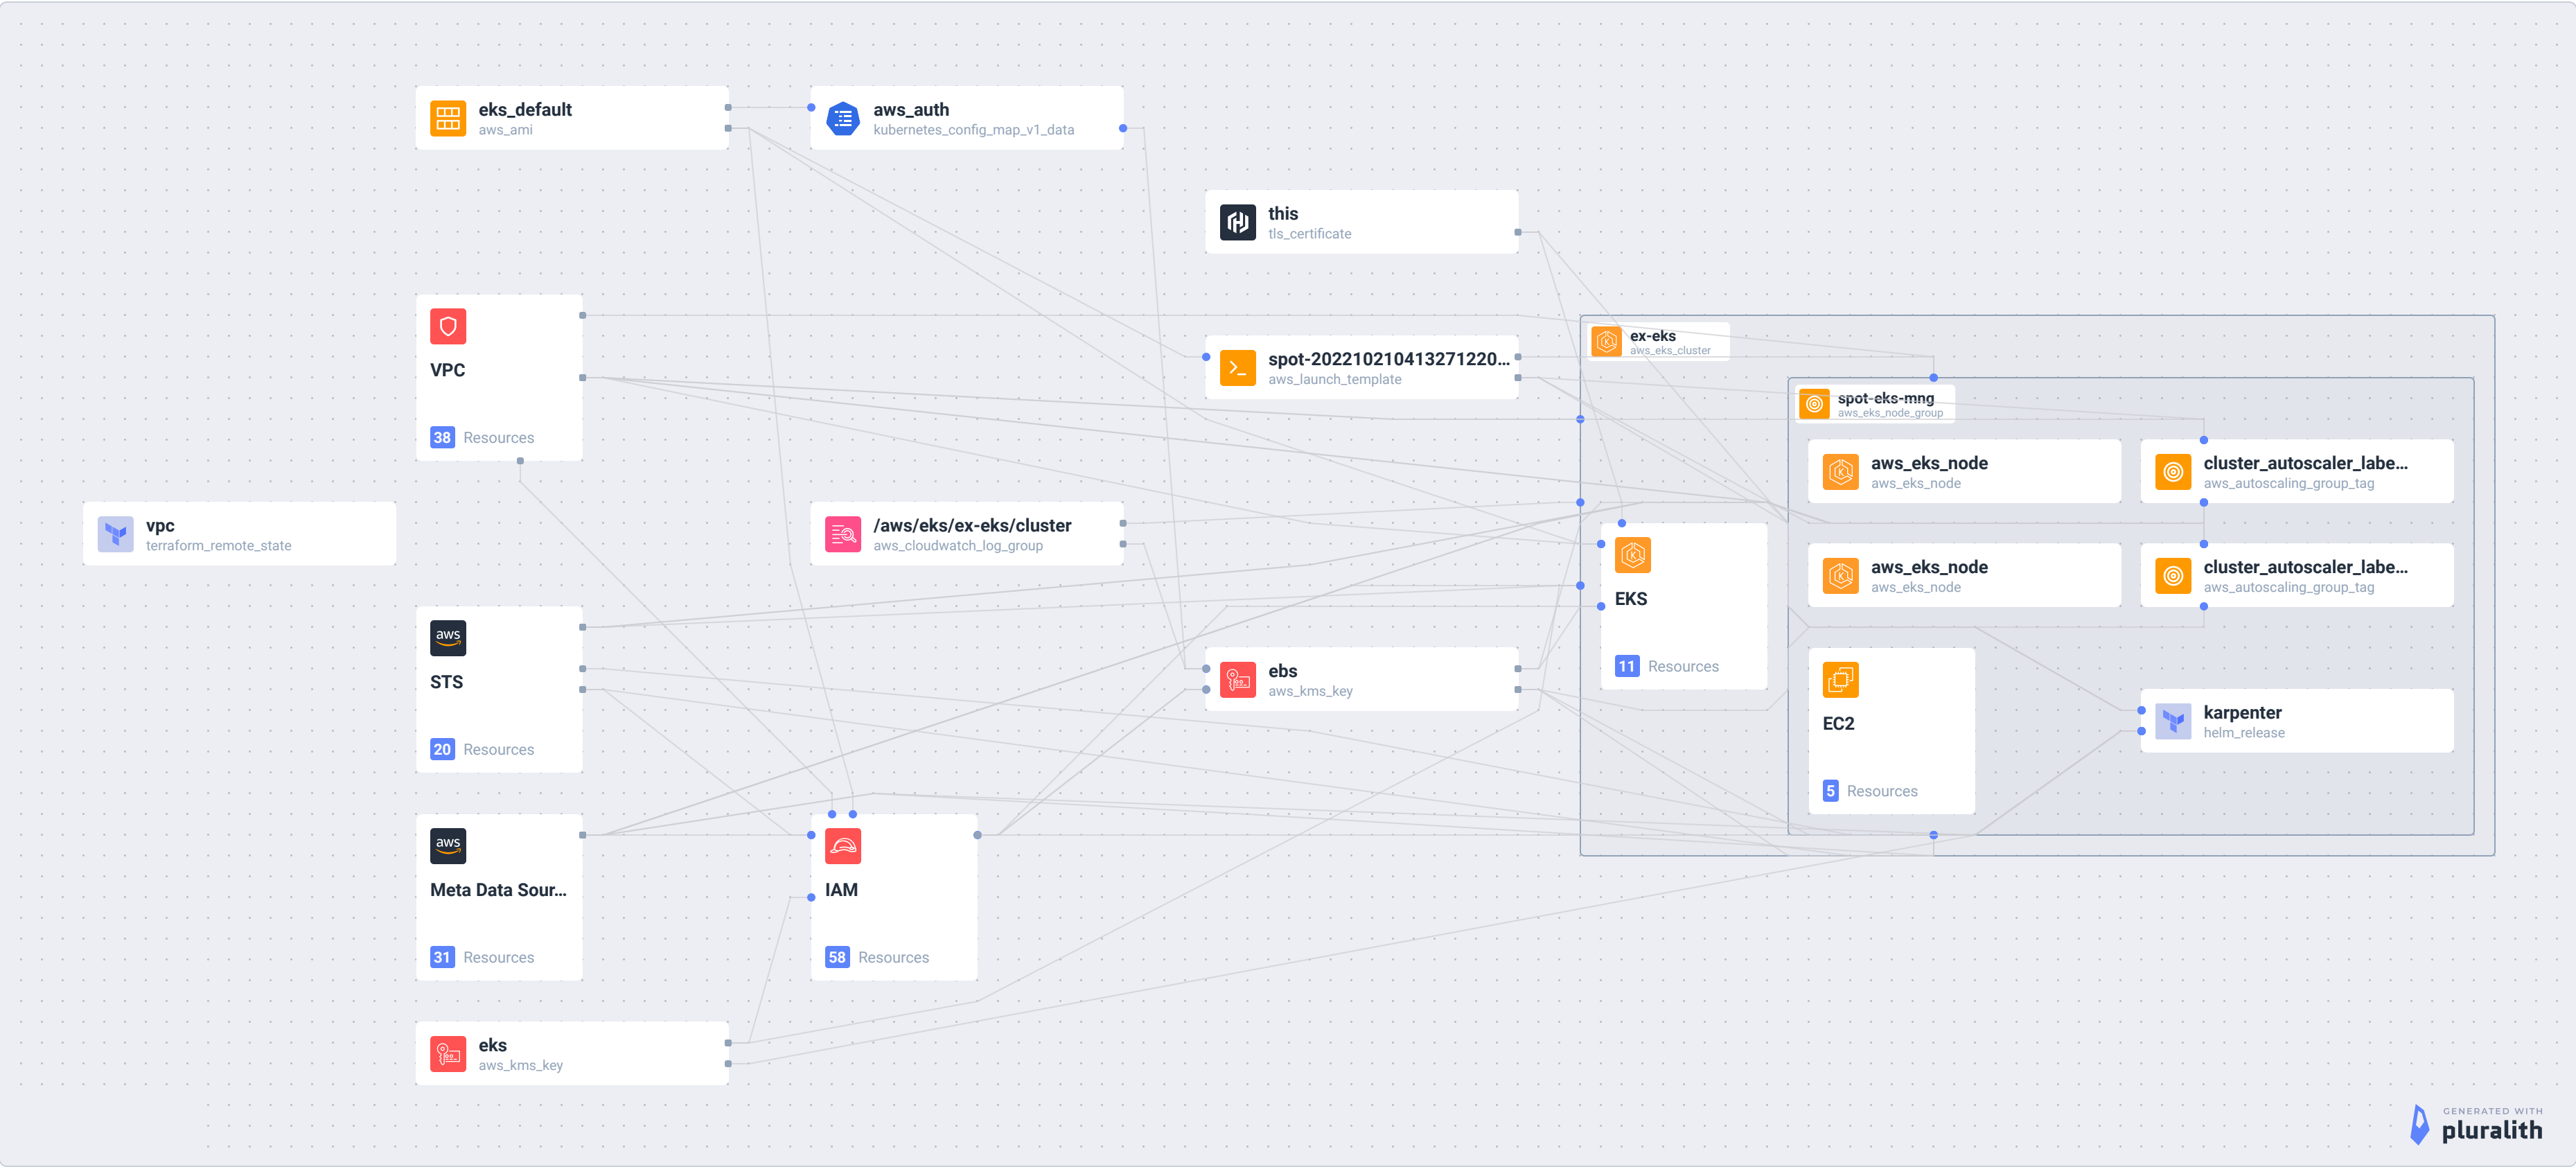 eks_default
aws_ami
aws_auth
kubernetes_config_map_v1_data
this
tls_certificate
VPC
38 Resources
spot-202210210413271220...
aws_launch_template
ex-eks
aws_eks_cluster
spot-eks-mng
aws_eks_node_group
aws_eks_node
aws_eks_node
cluster_autoscaler_labe...
aws_autoscaling_group_tag
vpc
terraform_remote_state
/aws/eks/ex-eks/cluster
aws_cloudwatch_log_group
EKS
11 Resources
aws_eks_node
aws_eks_node
cluster_autoscaler_labe...
aws_autoscaling_group_tag
aws
STS
20 Resources
ebs
aws_kms_key
EC2
5 Resources
karpenter
helm_release
aws
Meta Data Sour...
31 Resources
IAM
58 Resources
eks
aws_kms_key
GENERATED WITH
pluralith